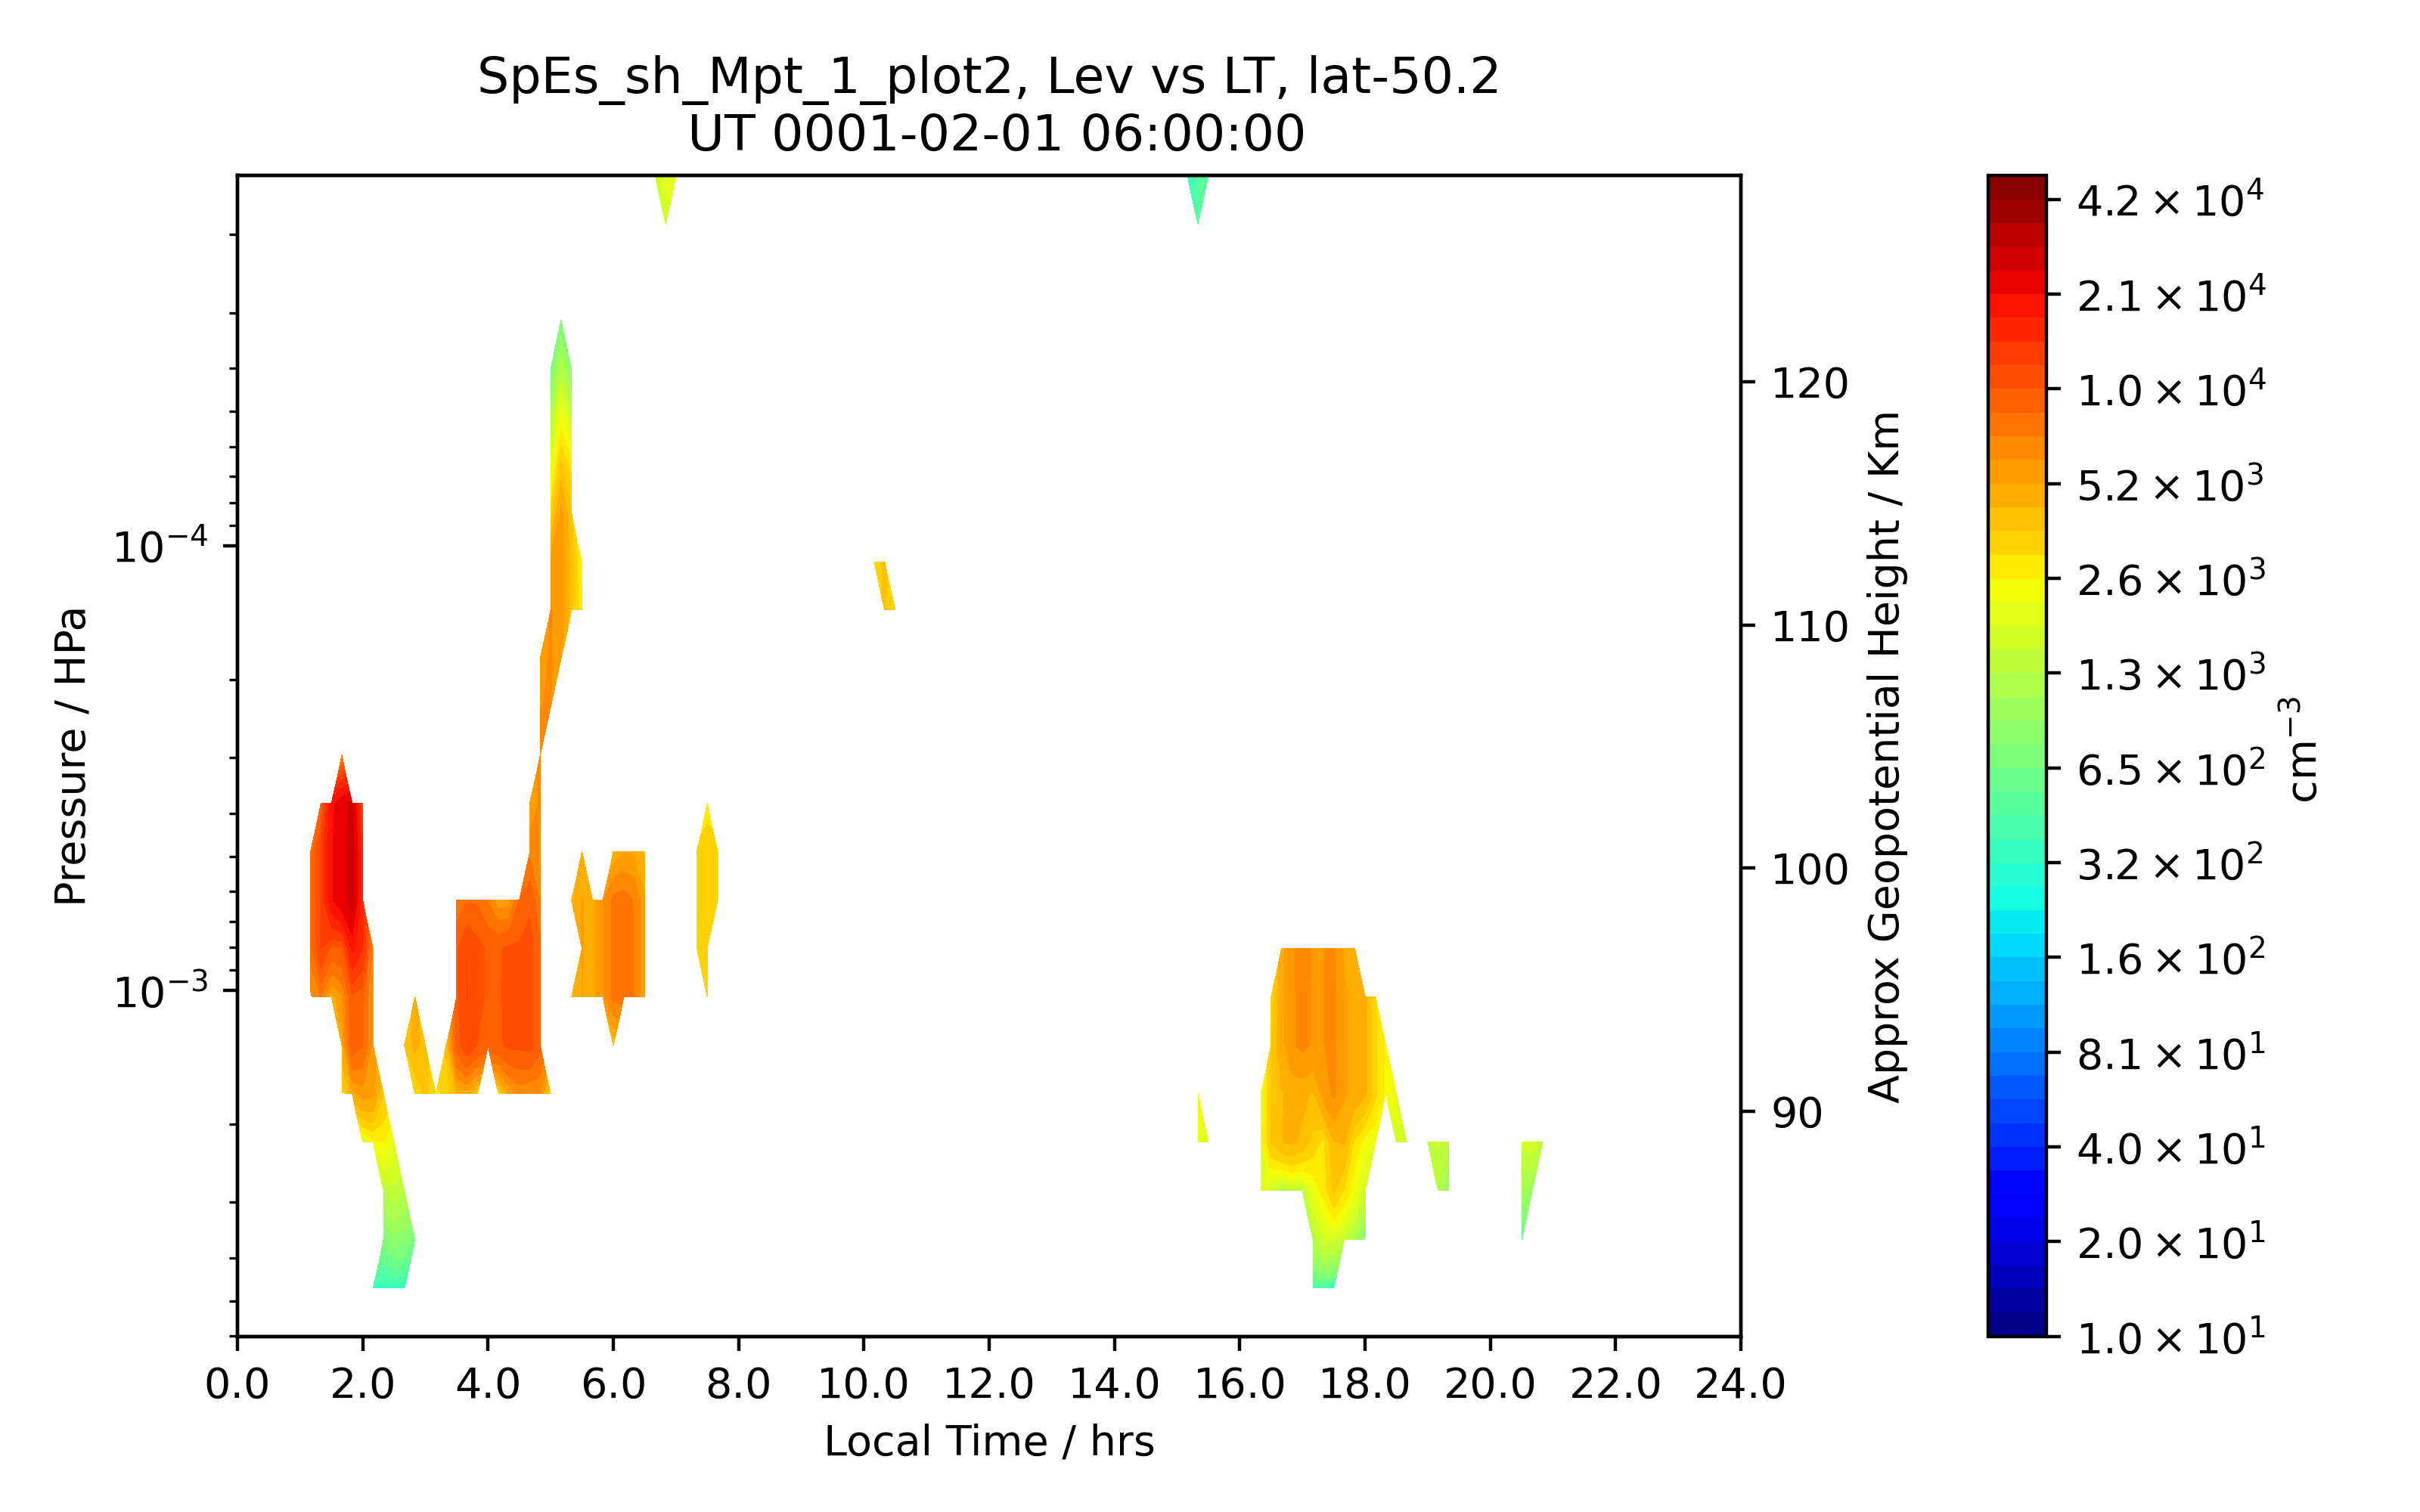 SpEs_sh_Mpt_1_plot2, Lev vs LT, lat-50.2
UT 0001-02-01 06:00:00
Pressure / HPa
10⁻⁴
10⁻³
0.0 2.0 4.0 6.0 8.0 10.0 12.0 14.0 16.0 18.0 20.0 22.0 24.0
Local Time / hrs
120
110
100
90
Approx Geopotential Height / Km
4.2 × 10⁴
2.1 × 10⁴
1.0 × 10⁴
5.2 × 10³
2.6 × 10³
1.3 × 10³
6.5 × 10²
3.2 × 10²
1.6 × 10²
8.1 × 10¹
4.0 × 10¹
2.0 × 10¹
1.0 × 10¹
cm⁻³